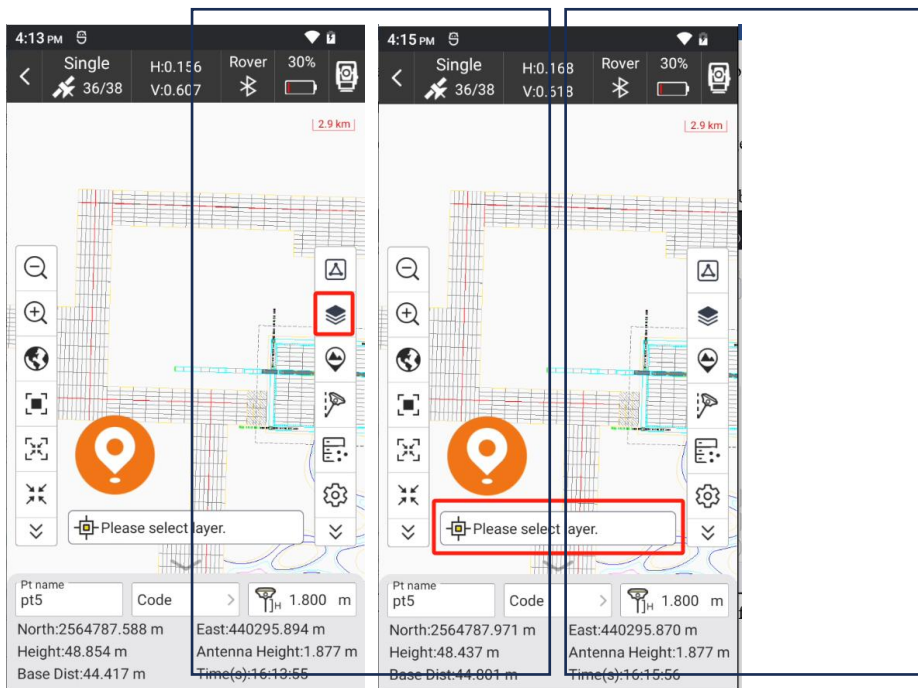 4:13 PM
Single
36/38
H:0.156
V:0.607
Rover
30%
2.9 km
Please select layer.
Pt name
pt5
Code
H 1.800 m
North:2564787.588 m
East:440295.894 m
Height:48.854 m
Antenna Height:1.877 m
Base Dist:44.417 m
Time(s):16:13:55
4:15 PM
Single
36/38
H:0.168
V:0.618
Rover
30%
2.9 km
Please select layer.
Pt name
pt5
Code
H 1.800 m
North:2564787.971 m
East:440295.870 m
Height:48.437 m
Antenna Height:1.877 m
Base Dist:44.801 m
Time(s):16:15:56